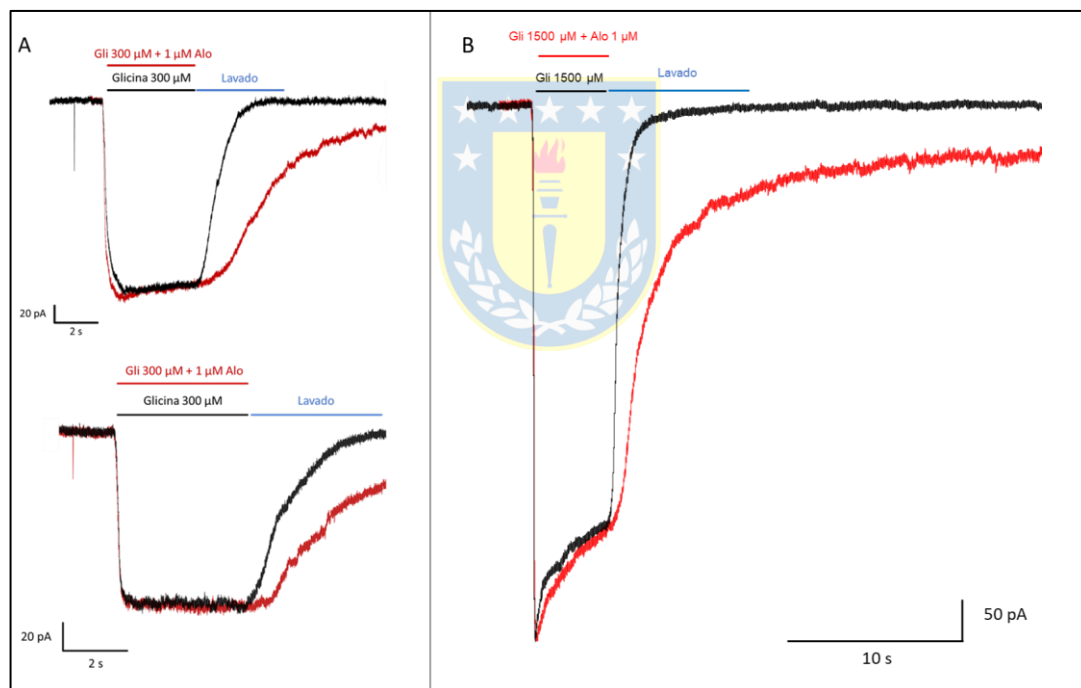 A
Gli 300 µM + 1 µM Alo
Glicina 300 µM
Lavado
20 pA
2 s
Gli 300 µM + 1 µM Alo
Glicina 300 µM
Lavado
20 pA
2 s
B
Gli 1500 µM + Alo 1 µM
Gli 1500 µM
Lavado
50 pA
10 s